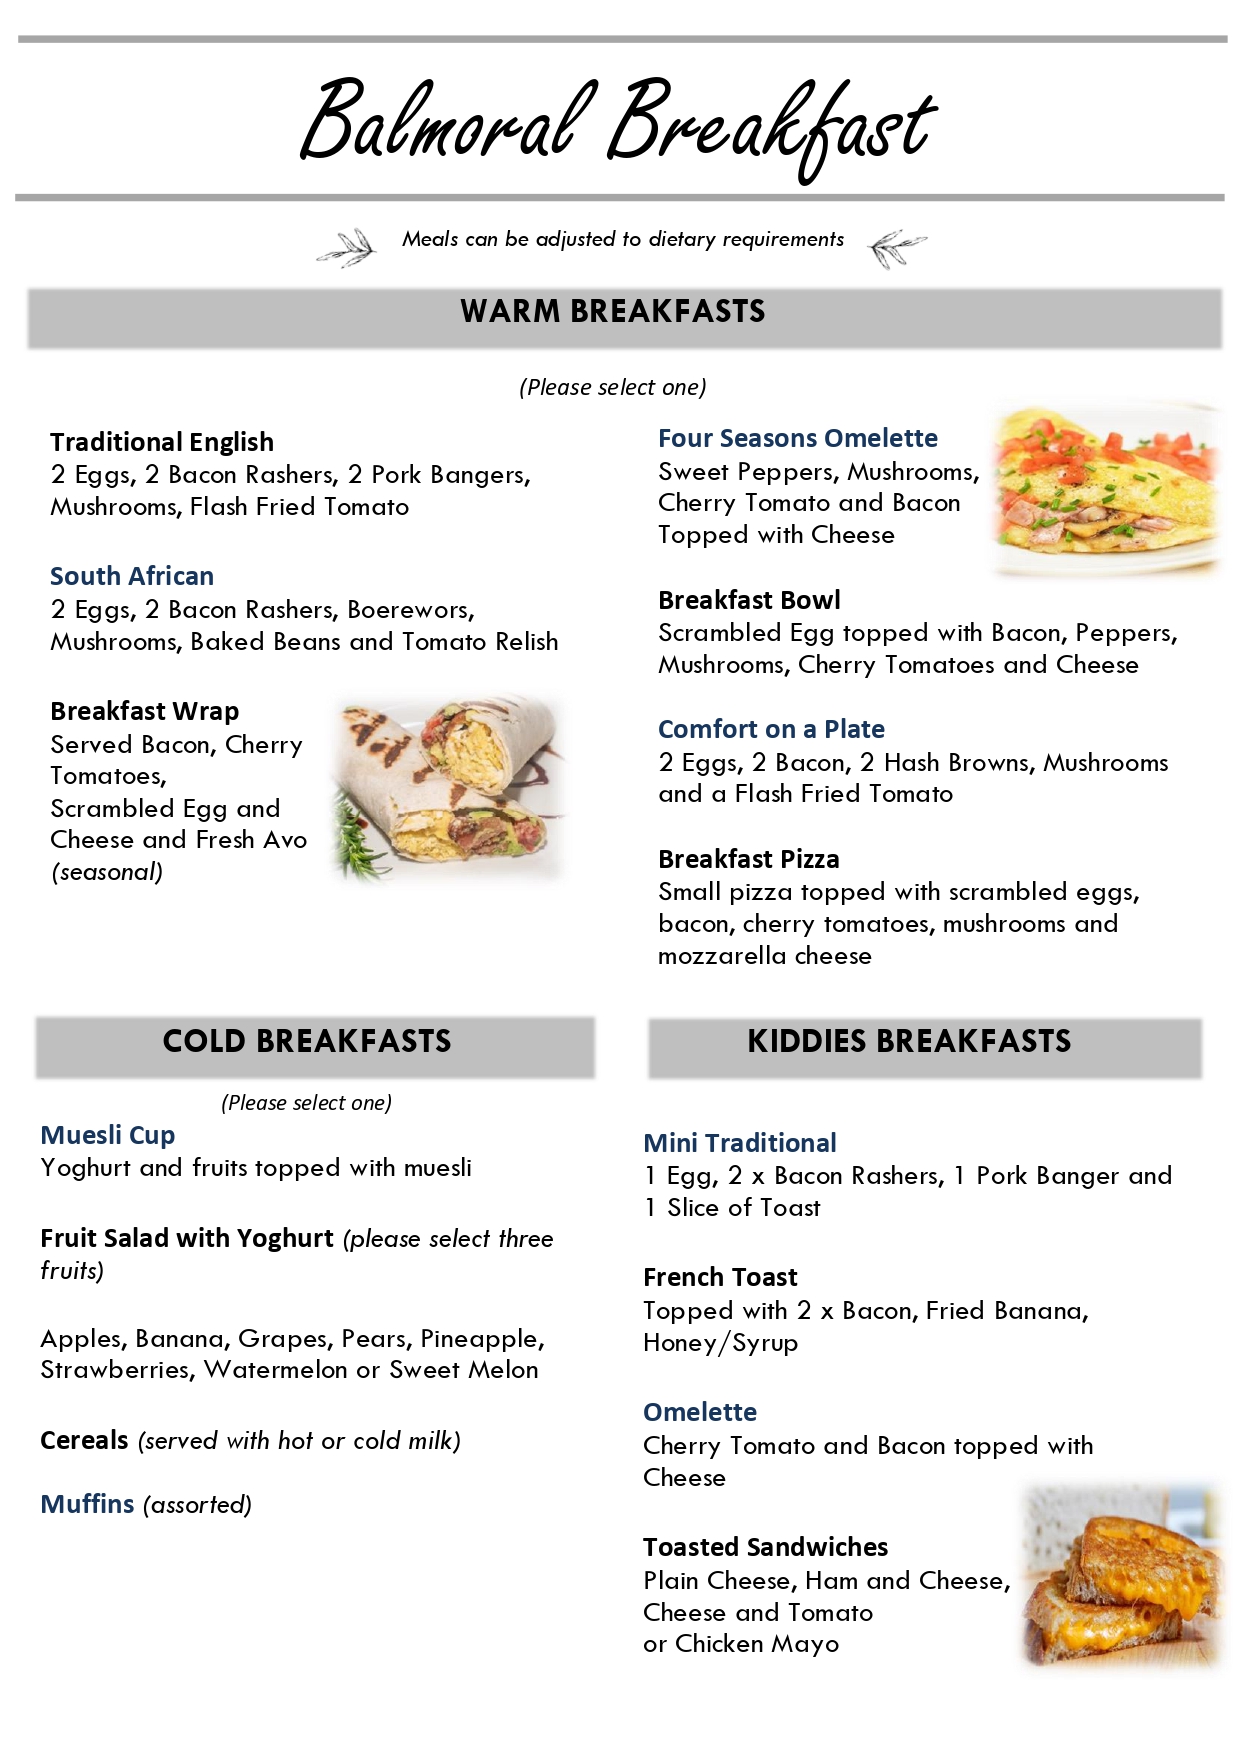 Balmoral Breakfast
Meals can be adjusted to dietary requirements
WARM BREAKFASTS
(Please select one)
Traditional English
2 Eggs, 2 Bacon Rashers, 2 Pork Bangers,
Mushrooms, Flash Fried Tomato
South African
2 Eggs, 2 Bacon Rashers, Boerewors,
Mushrooms, Baked Beans and Tomato Relish
Breakfast Wrap
Served Bacon, Cherry
Tomatoes,
Scrambled Egg and
Cheese and Fresh Avo
(seasonal)
Four Seasons Omelette
Sweet Peppers, Mushrooms,
Cherry Tomato and Bacon
Topped with Cheese
Breakfast Bowl
Scrambled Egg topped with Bacon, Peppers,
Mushrooms, Cherry Tomatoes and Cheese
Comfort on a Plate
2 Eggs, 2 Bacon, 2 Hash Browns, Mushrooms
and a Flash Fried Tomato
Breakfast Pizza
Small pizza topped with scrambled eggs,
bacon, cherry tomatoes, mushrooms and
mozzarella cheese
COLD BREAKFASTS
(Please select one)
Muesli Cup
Yoghurt and fruits topped with muesli
Fruit Salad with Yoghurt (please select three
fruits)
Apples, Banana, Grapes, Pears, Pineapple,
Strawberries, Watermelon or Sweet Melon
Cereals (served with hot or cold milk)
Muffins (assorted)
KIDDIES BREAKFASTS
Mini Traditional
1 Egg, 2 x Bacon Rashers, 1 Pork Banger and
1 Slice of Toast
French Toast
Topped with 2 x Bacon, Fried Banana,
Honey/Syrup
Omelette
Cherry Tomato and Bacon topped with
Cheese
Toasted Sandwiches
Plain Cheese, Ham and Cheese,
Cheese and Tomato
or Chicken Mayo